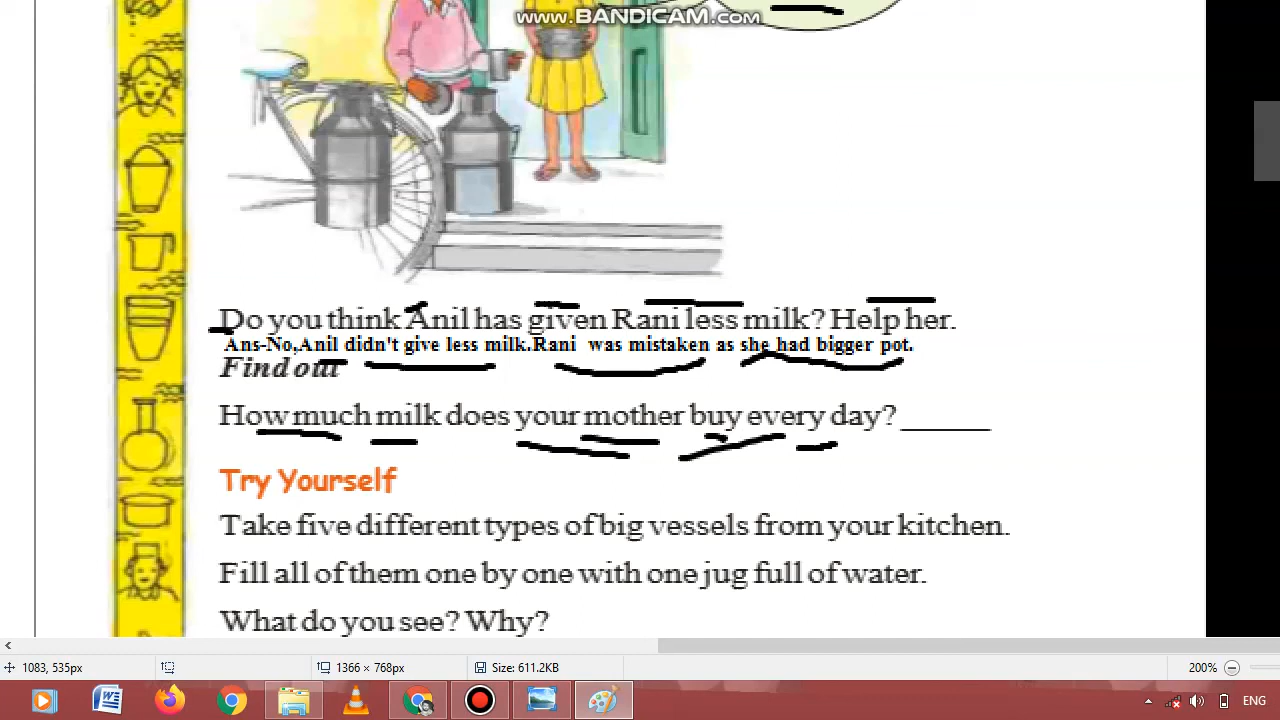 www.BANDICAM.com
Do you think Anil has given Rani less milk? Help her.
Ans-No,Anil didn't give less milk.Rani was mistaken as she had bigger pot.
Find out
How much milk does your mother buy every day? ______
Try Yourself
Take five different types of big vessels from your kitchen.
Fill all of them one by one with one jug full of water.
What do you see? Why?
1083, 535px
1366 × 768px
Size: 611.2KB
200%
ENG